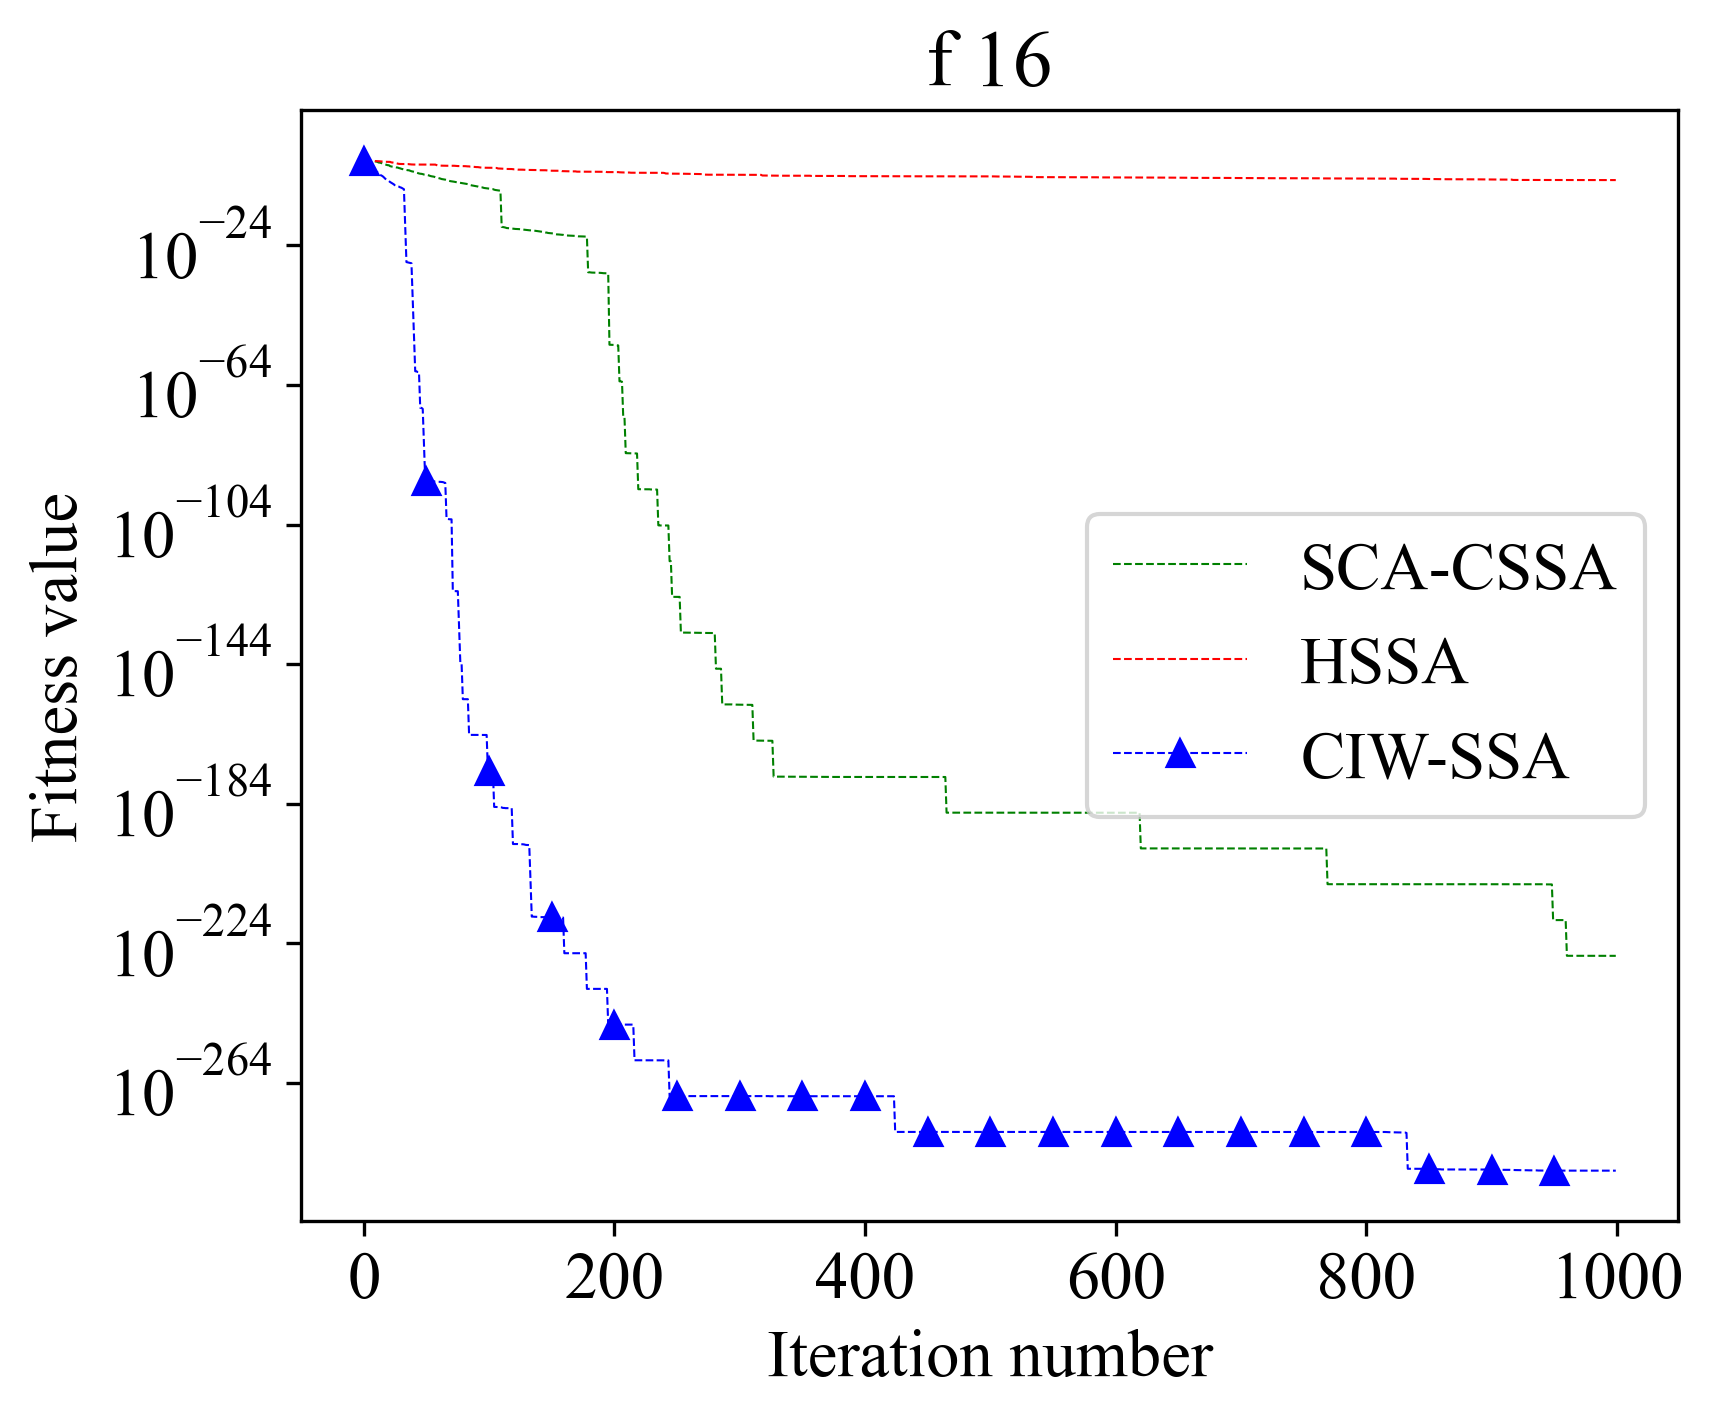 f 16
Fitness value
10⁻²⁴
10⁻⁶⁴
10⁻¹⁰⁴
10⁻¹⁴⁴
10⁻¹⁸⁴
10⁻²²⁴
10⁻²⁶⁴
SCA-CSSA
HSSA
CIW-SSA
0 200 400 600 800 1000
Iteration number